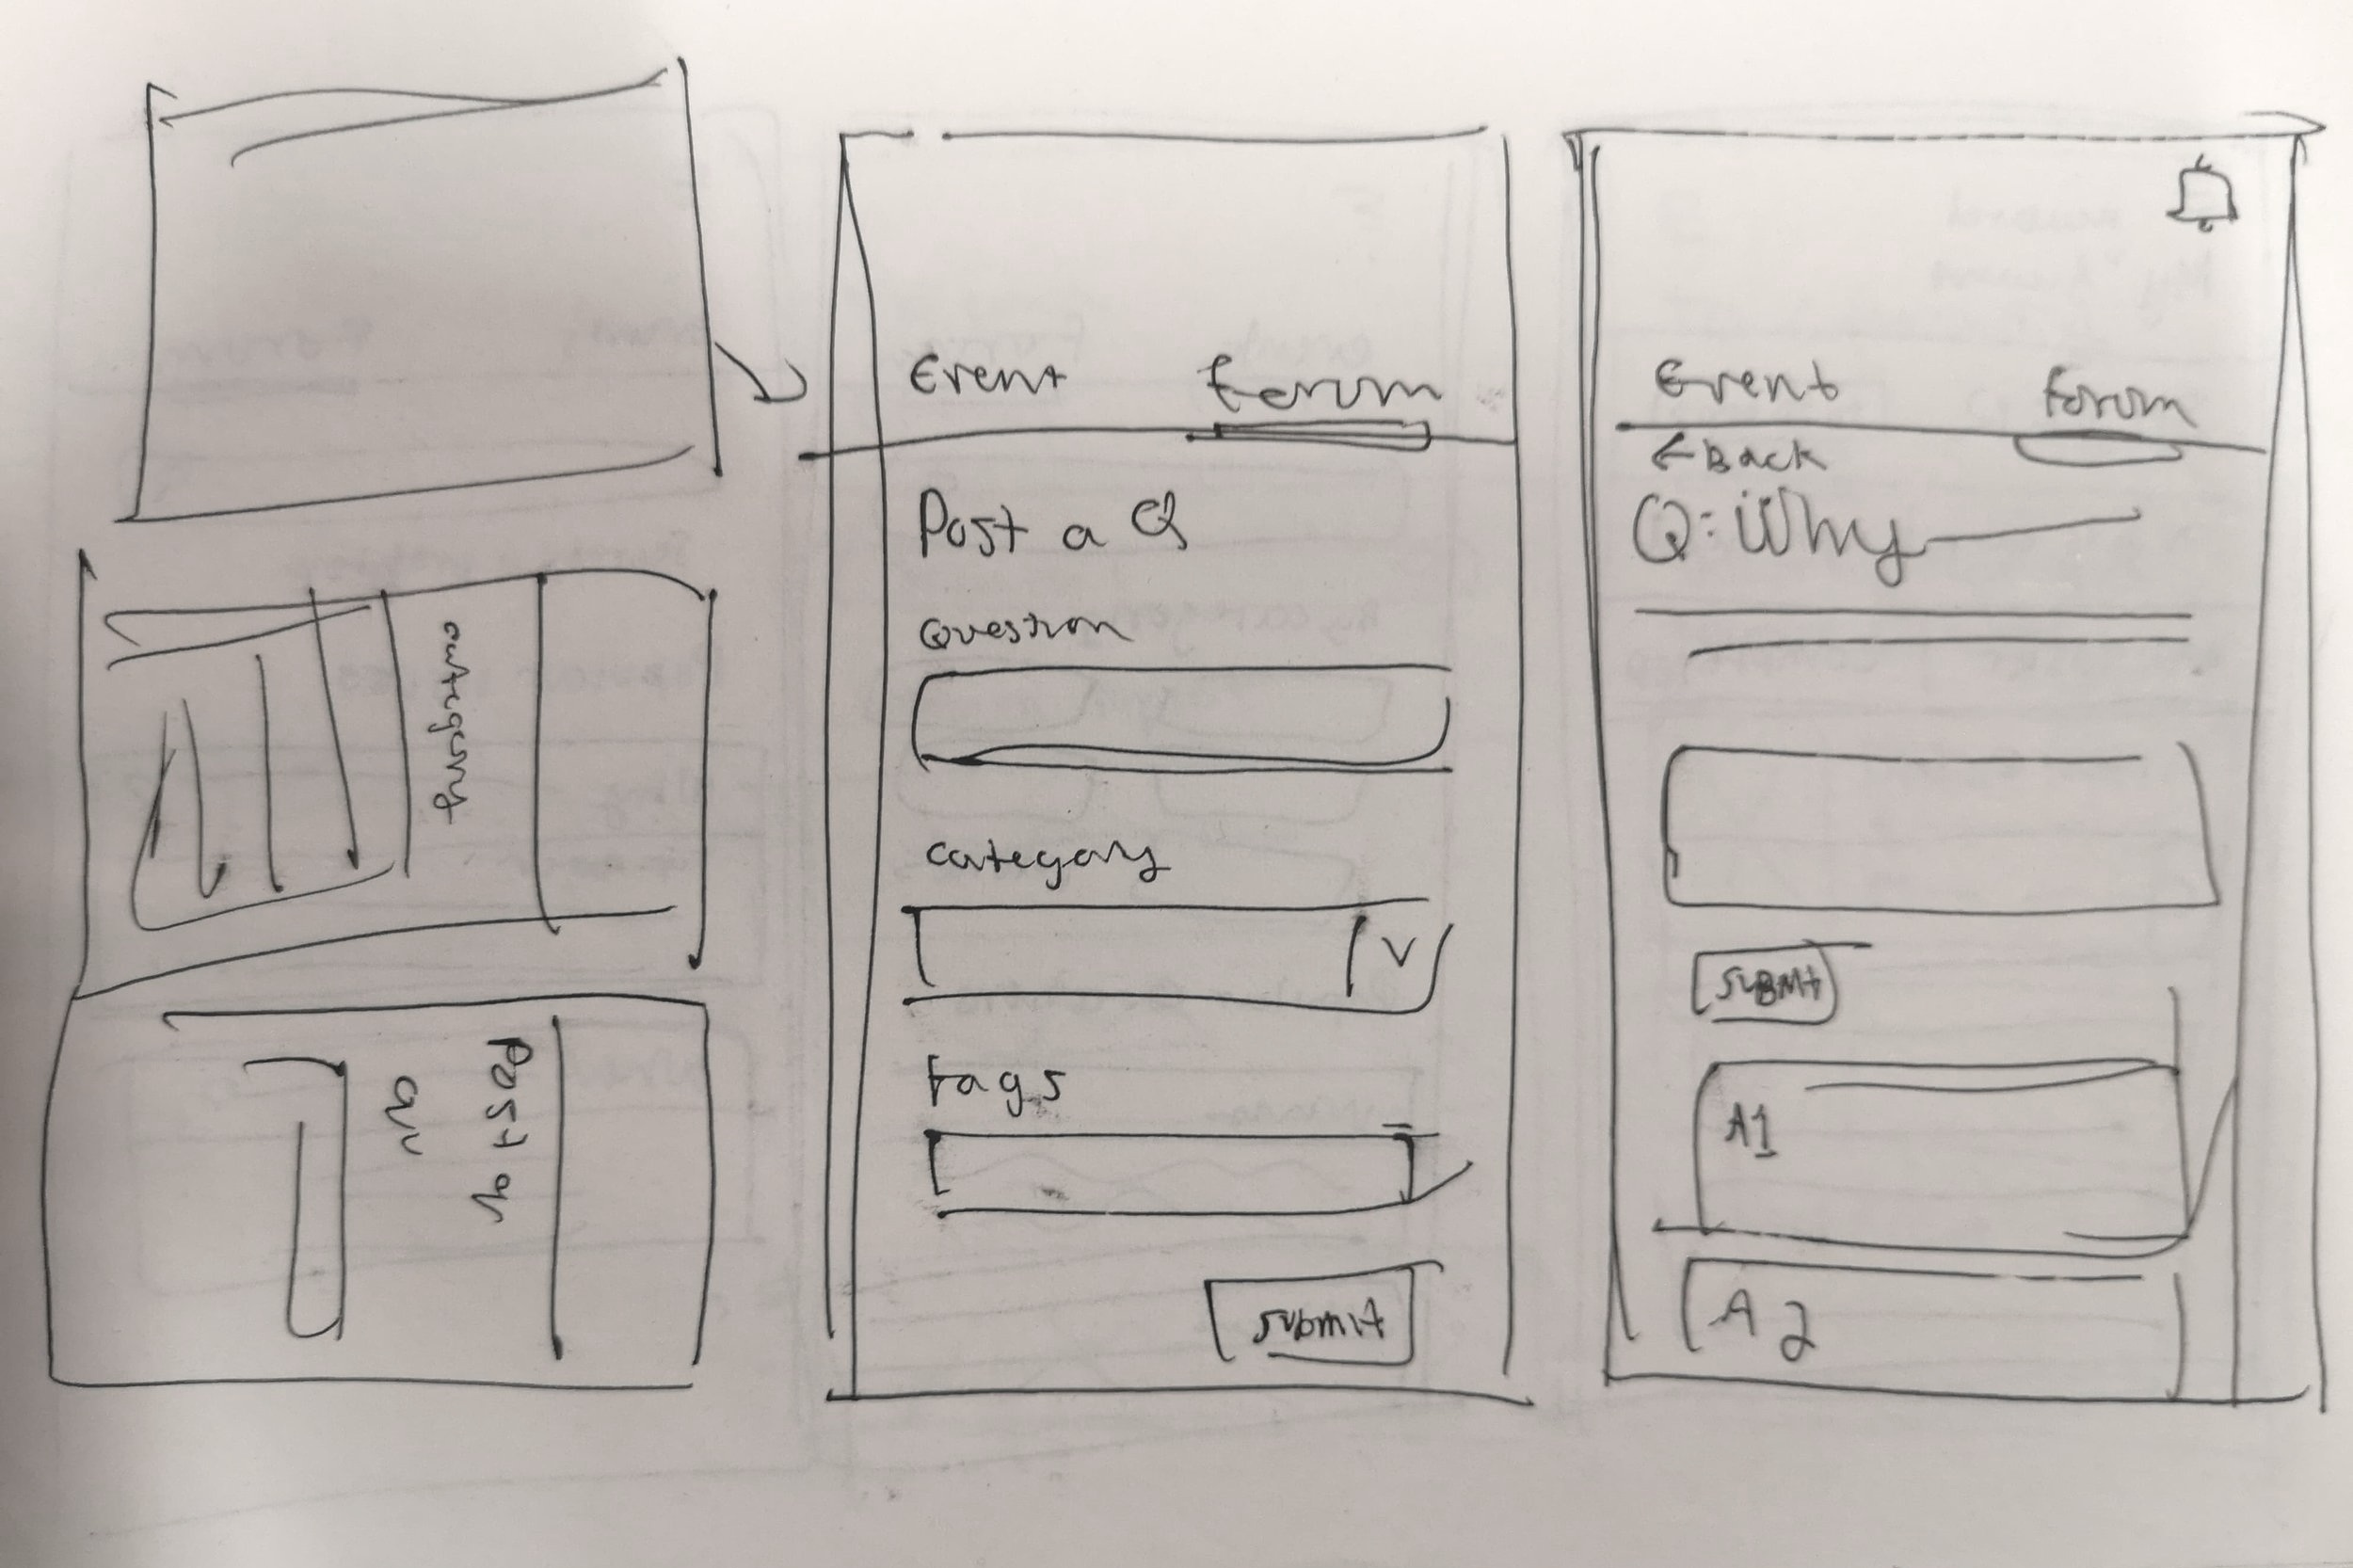 category
Post a
Event Forum
Post a Q
Question
Category
V
tags
submit
Event Forum
← Back
Q: Why
SUBMIt
A1
A 2